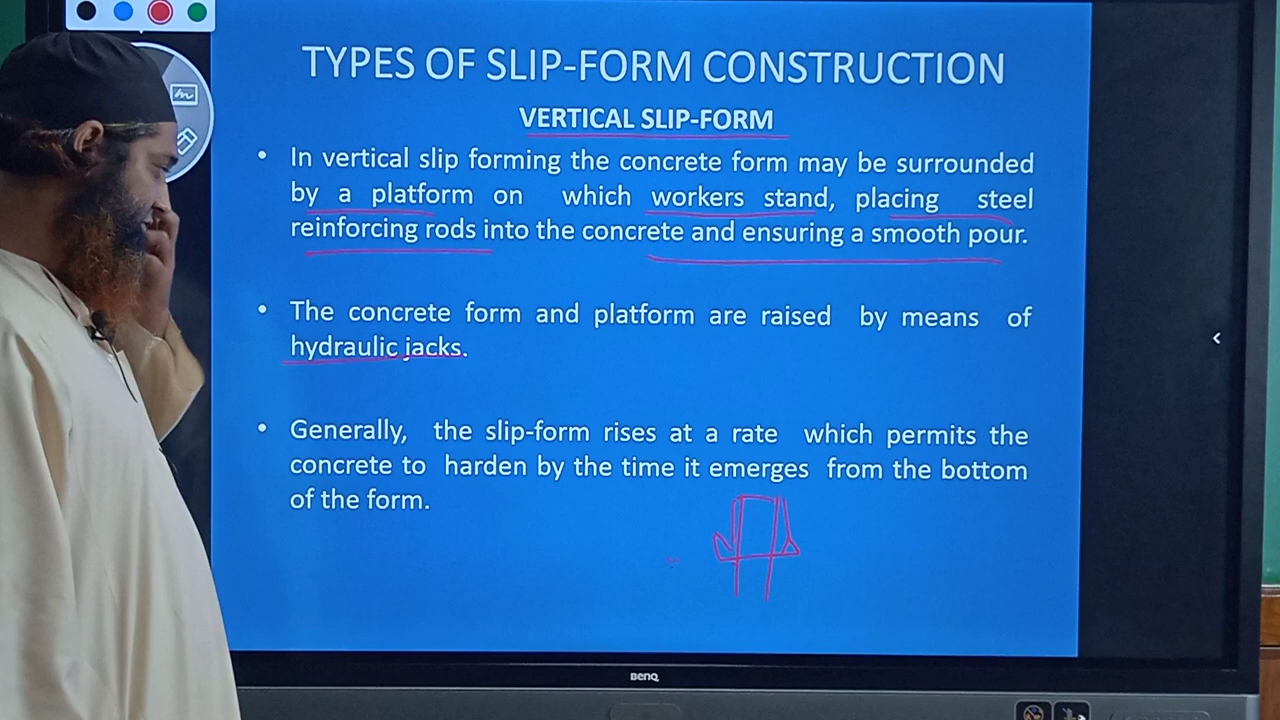 TYPES OF SLIP-FORM CONSTRUCTION
VERTICAL SLIP-FORM
• In vertical slip forming the concrete form may be surrounded
by a platform on which workers stand, placing steel
reinforcing rods into the concrete and ensuring a smooth pour.
• The concrete form and platform are raised by means of
hydraulic jacks.
• Generally, the slip-form rises at a rate which permits the
concrete to harden by the time it emerges from the bottom
of the form.
BenQ